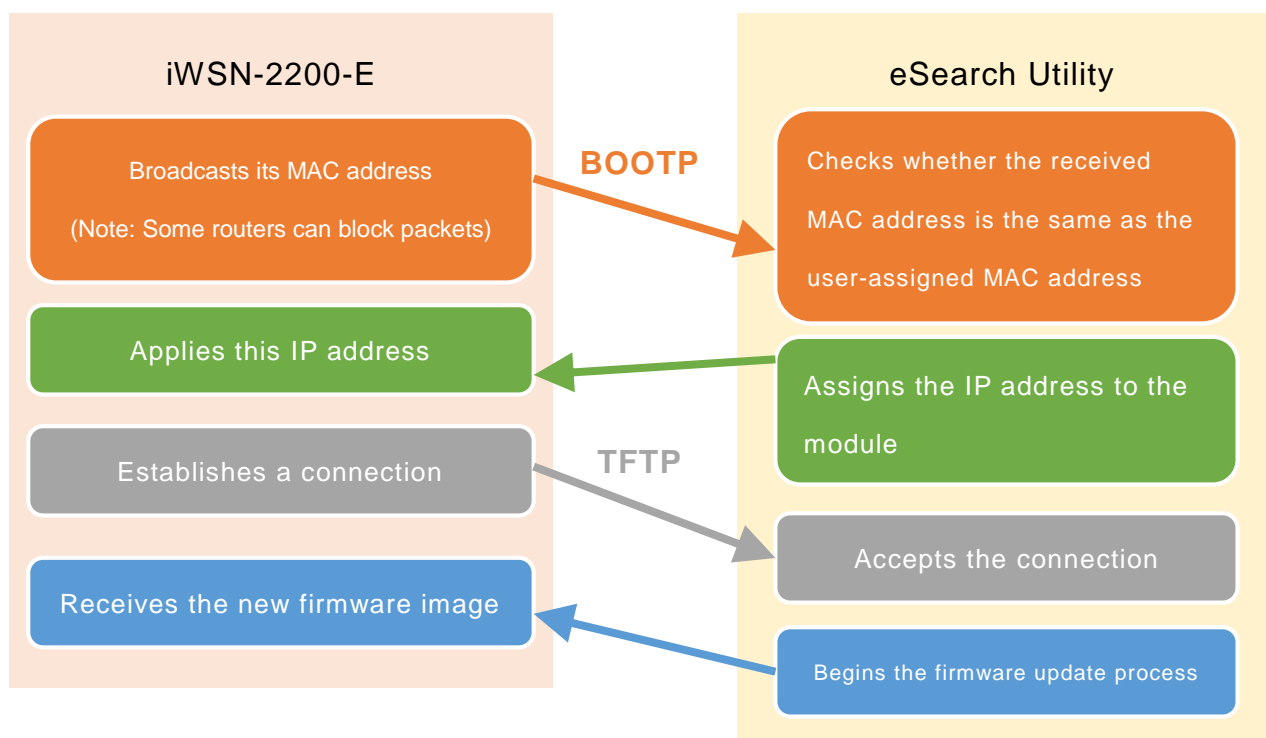 iWSN-2200-E
Broadcasts its MAC address
(Note: Some routers can block packets)
Applies this IP address
Establishes a connection
Receives the new firmware image
BOOTP
TFTP
eSearch Utility
Checks whether the received
MAC address is the same as the
user-assigned MAC address
Assigns the IP address to the
module
Accepts the connection
Begins the firmware update process